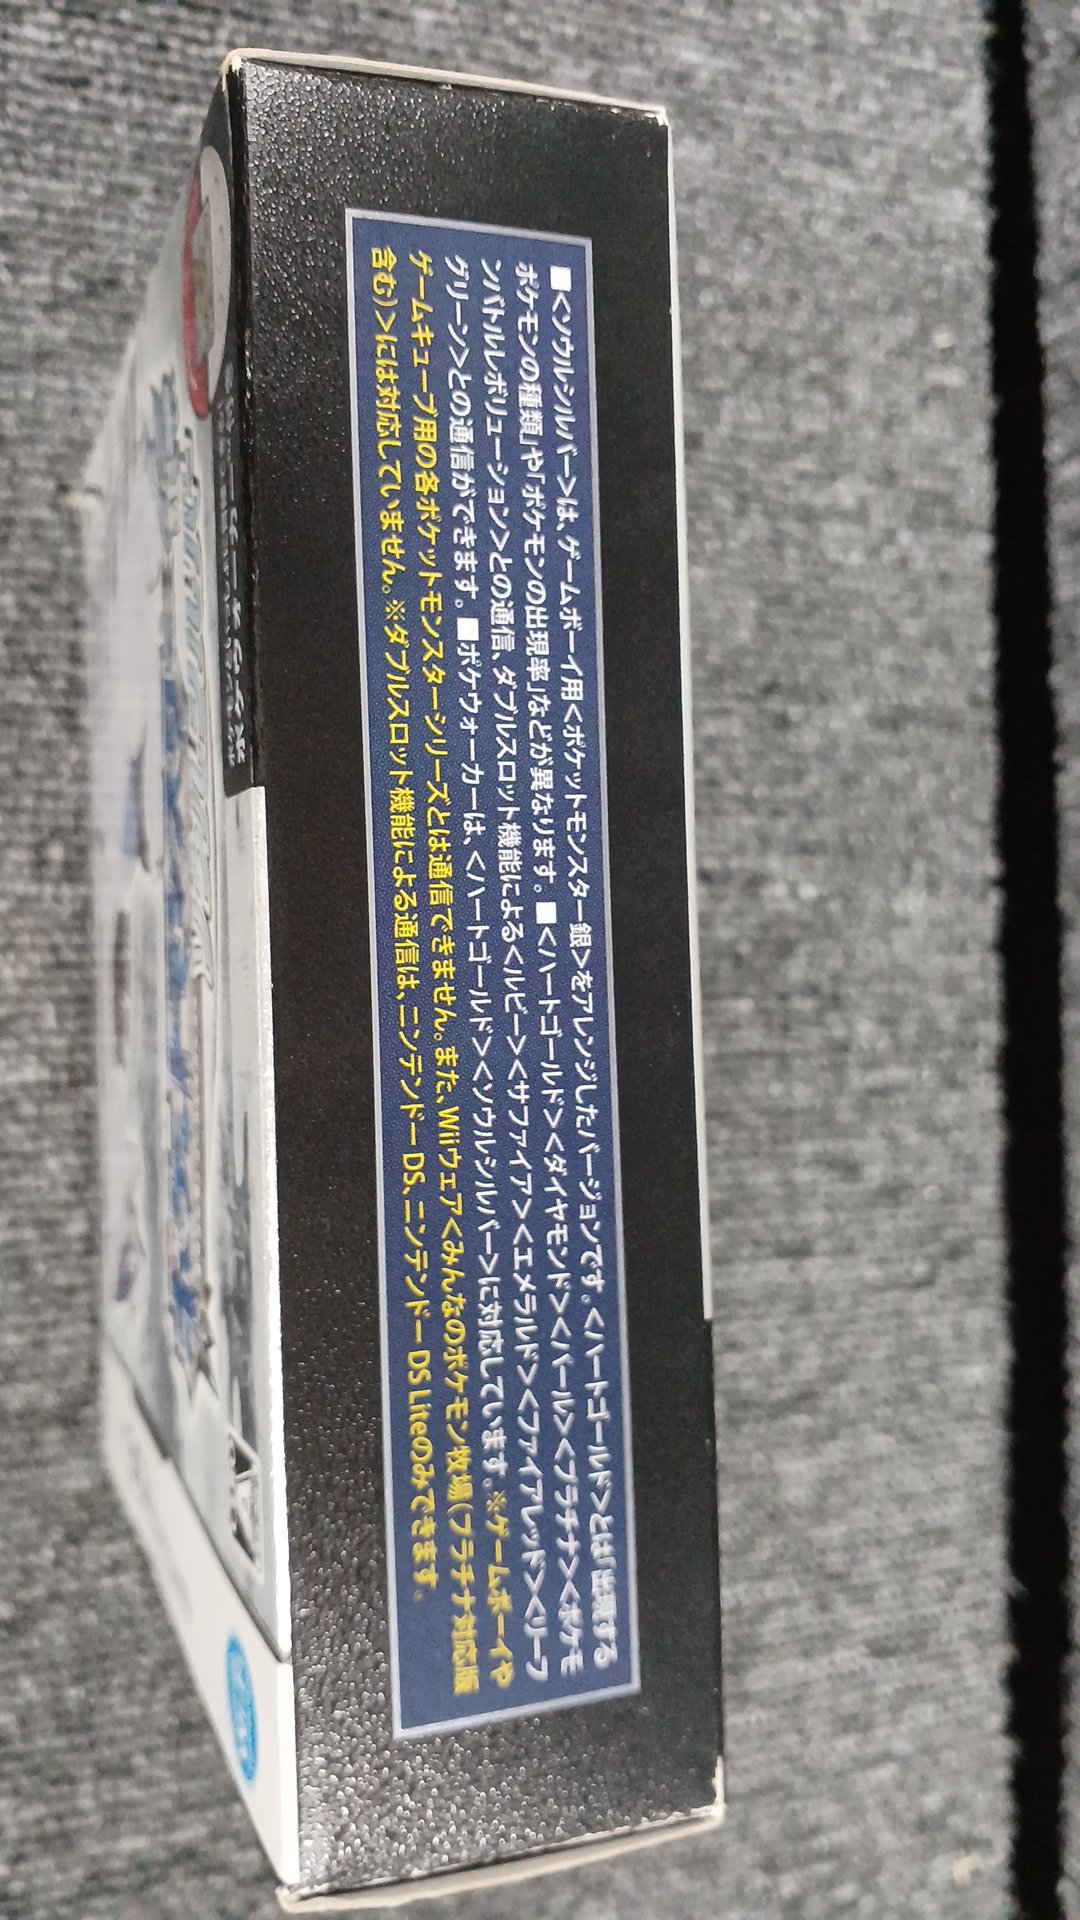 ■<ソウルシルバー>は、ゲームボーイ用<ポケットモンスター銀>をアレンジしたバージョンです。<ハートゴールド>とは「出現する
ポケモンの種類」や「ポケモンの出現率」などが異なります。■<ハートゴールド><ダイヤモンド><パール><プラチナ><ポケモ
ンバトルレボリューション>との通信、ダブルスロット機能による<ルビー><サファイア><エメラルド><ファイアレッド><リーフ
グリーン>との通信ができます。■ポケウォーカーは、<ハートゴールド><ソウルシルバー>に対応しています。※ゲームボーイや
ゲームキューブ用の各ポケットモンスターシリーズとは通信できません。また、Wiiウェア<みんなのポケモン牧場(プラチナ対応版
含む)>には対応していません。※ダブルスロット機能による通信は、ニンテンドーDS、ニンテンドーDS Liteのみでできます。